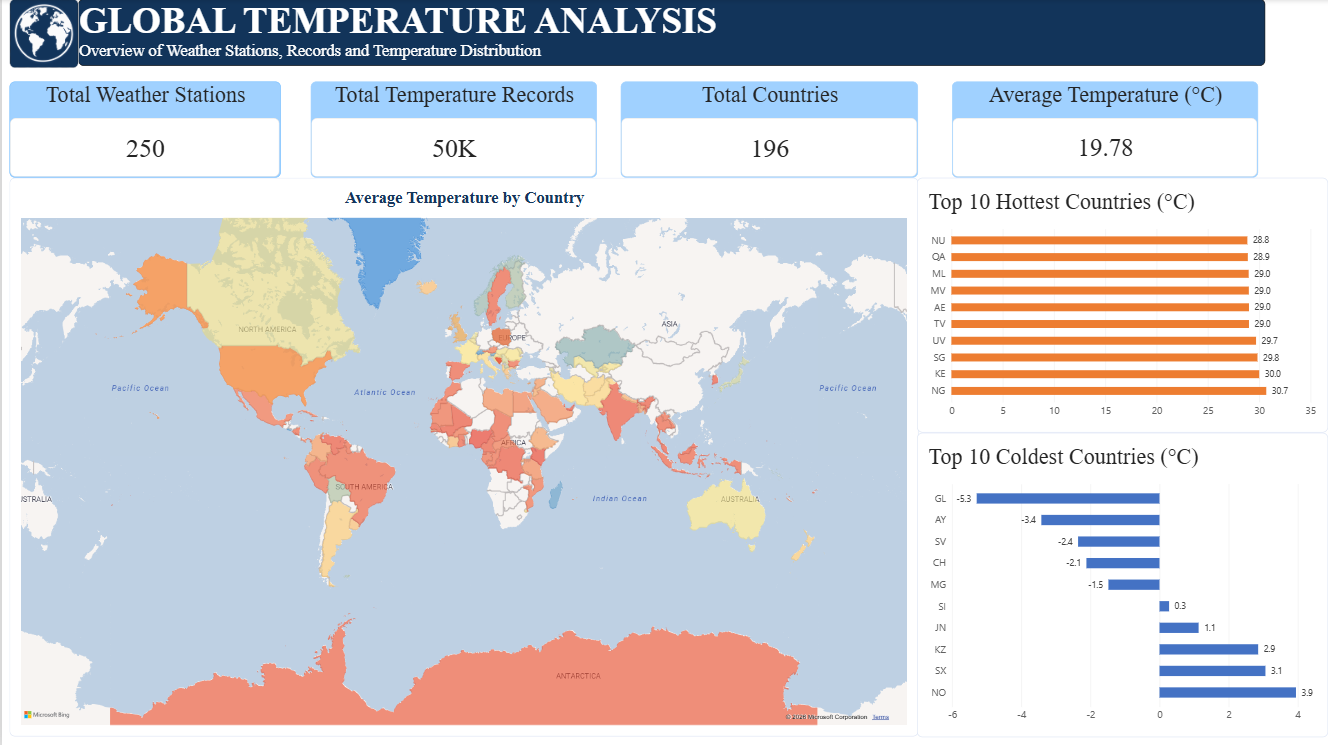 GLOBAL TEMPERATURE ANALYSIS
Overview of Weather Stations, Records and Temperature Distribution
Total Weather Stations
250
Total Temperature Records
50K
Total Countries
196
Average Temperature (°C)
19.78
Average Temperature by Country
NORTH AMERICA
EUROPE
ASIA
Pacific Ocean
Atlantic Ocean
Pacific Ocean
AFRICA
SOUTH AMERICA
Indian Ocean
USTRALIA
AUSTRALIA
ANTARCTICA
Microsoft Bing
© 2026 Microsoft Corporation Terms
Top 10 Hottest Countries (°C)
NU 28.8
QA 28.9
ML 29.0
MV 29.0
AE 29.0
TV 29.0
UV 29.7
SG 29.8
KE 30.0
NG 30.7
0 5 10 15 20 25 30 35
Top 10 Coldest Countries (°C)
GL -5.3
AY -3.4
SV -2.4
CH -2.1
MG -1.5
SI 0.3
JN 1.1
KZ 2.9
SX 3.1
NO 3.9
-6 -4 -2 0 2 4